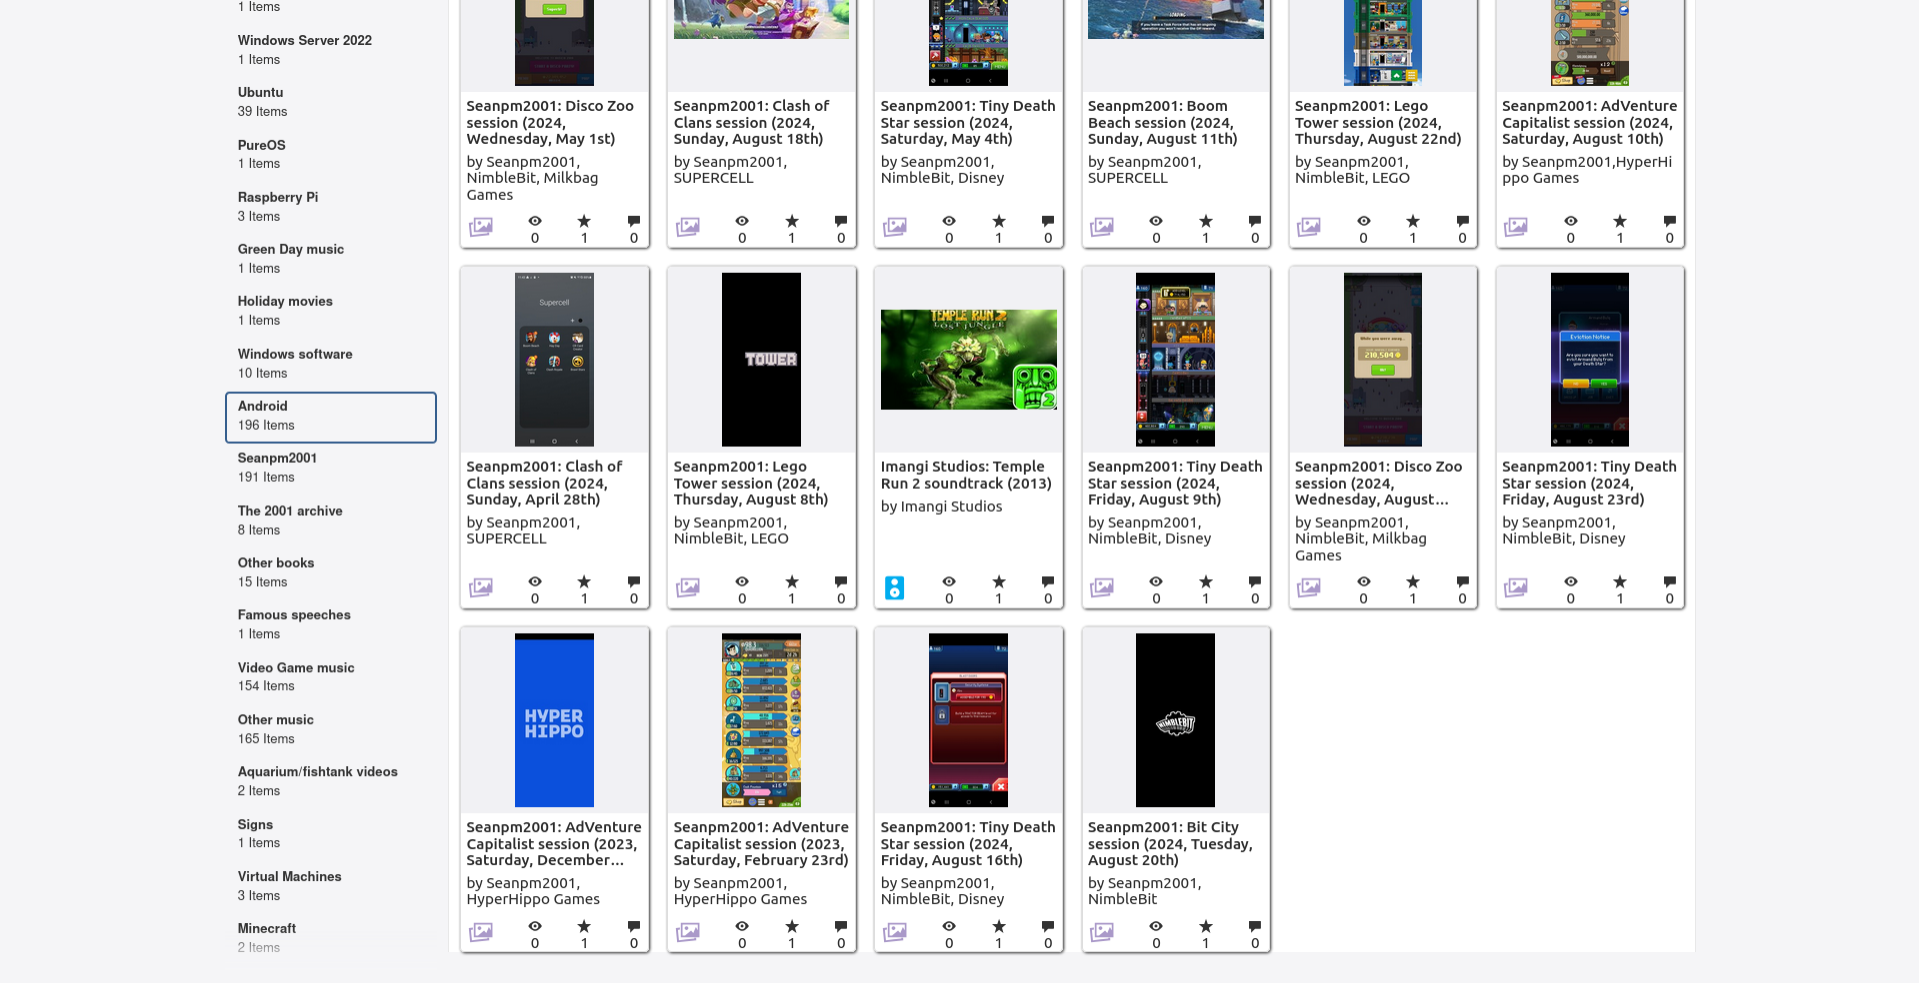 1 Items
Windows Server 2022
1 Items
Ubuntu
39 Items
PureOS
1 Items
Raspberry Pi
3 Items
Green Day music
1 Items
Holiday movies
1 Items
Windows software
10 Items
Android
196 Items
Seanpm2001
191 Items
The 2001 archive
8 Items
Other books
15 Items
Famous speeches
1 Items
Video Game music
154 Items
Other music
165 Items
Aquarium/fishtank videos
2 Items
Signs
1 Items
Virtual Machines
3 Items
Minecraft
2 Items
Seanpm2001: Disco Zoo
session (2024,
Wednesday, May 1st)
by Seanpm2001,
NimbleBit, Milkbag
Games
0 1 0
Seanpm2001: Clash of
Clans session (2024,
Sunday, August 18th)
by Seanpm2001,
SUPERCELL
0 1 0
Seanpm2001: Tiny Death
Star session (2024,
Saturday, May 4th)
by Seanpm2001,
NimbleBit, Disney
0 1 0
LOADING
Seanpm2001: Boom
Beach session (2024,
Sunday, August 11th)
by Seanpm2001,
SUPERCELL
0 1 0
Seanpm2001: Lego
Tower session (2024,
Thursday, August 22nd)
by Seanpm2001,
NimbleBit, LEGO
0 1 0
Seanpm2001: AdVenture
Capitalist session (2024,
Saturday, August 10th)
by Seanpm2001,HyperHi
ppo Games
0 1 0
Supercell
Seanpm2001: Clash of
Clans session (2024,
Sunday, April 28th)
by Seanpm2001,
SUPERCELL
0 1 0
TOWER
Seanpm2001: Lego
Tower session (2024,
Thursday, August 8th)
by Seanpm2001,
NimbleBit, LEGO
0 1 0
TEMPLE RUN 2
LOST JUNGLE
2
Imangi Studios: Temple
Run 2 soundtrack (2013)
by Imangi Studios
0 1 0
Seanpm2001: Tiny Death
Star session (2024,
Friday, August 9th)
by Seanpm2001,
NimbleBit, Disney
0 1 0
While you were away...
210,504
Seanpm2001: Disco Zoo
session (2024,
Wednesday, August...
by Seanpm2001,
NimbleBit, Milkbag
Games
0 1 0
Eviction Notice
Seanpm2001: Tiny Death
Star session (2024,
Friday, August 23rd)
by Seanpm2001,
NimbleBit, Disney
0 1 0
HYPER
HIPPO
Seanpm2001: AdVenture
Capitalist session (2023,
Saturday, December...
by Seanpm2001,
HyperHippo Games
0 1 0
Seanpm2001: AdVenture
Capitalist session (2023,
Saturday, February 23rd)
by Seanpm2001,
HyperHippo Games
0 1 0
Seanpm2001: Tiny Death
Star session (2024,
Friday, August 16th)
by Seanpm2001,
NimbleBit, Disney
0 1 0
NIMBLEBIT
Seanpm2001: Bit City
session (2024, Tuesday,
August 20th)
by Seanpm2001,
NimbleBit
0 1 0